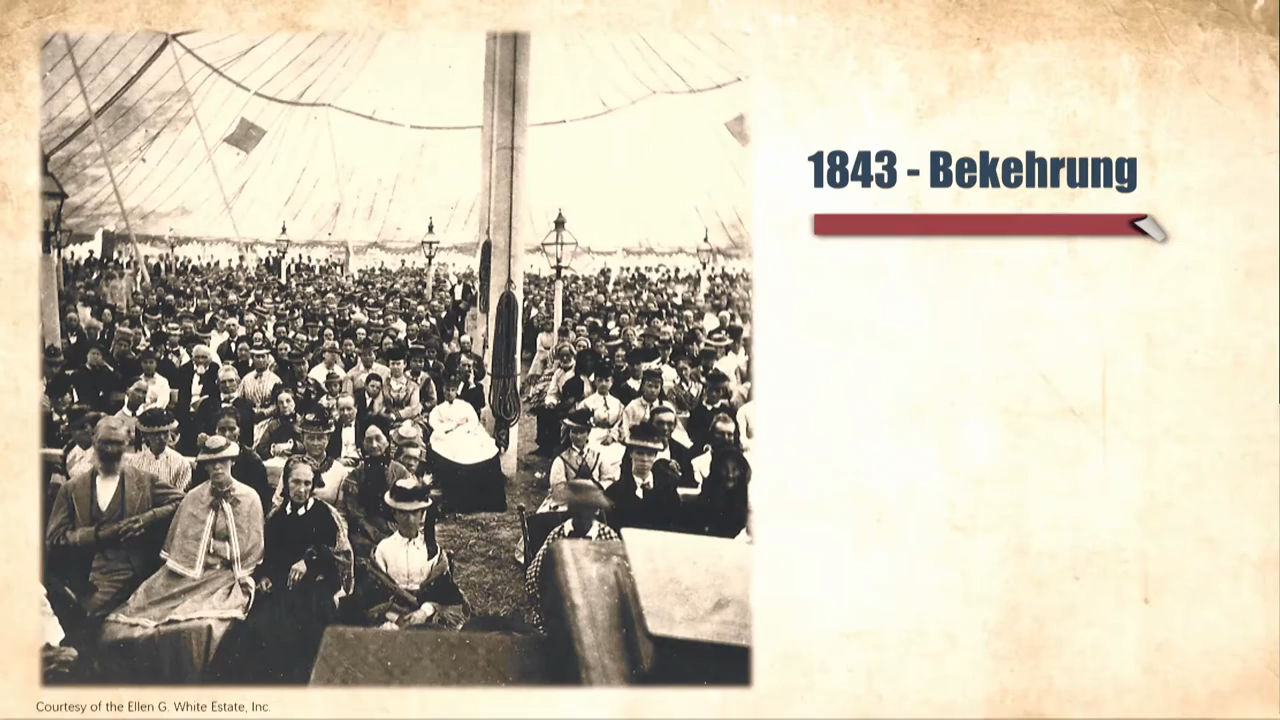 1843 - Bekehrung
Courtesy of the Ellen G. White Estate, Inc.